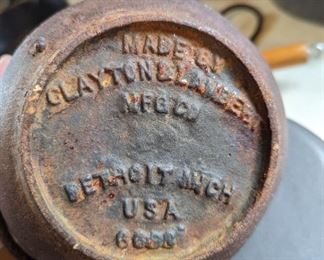 MADE BY
CLAYTON & LAMBERT
MFG CO
DETROIT MICH
USA